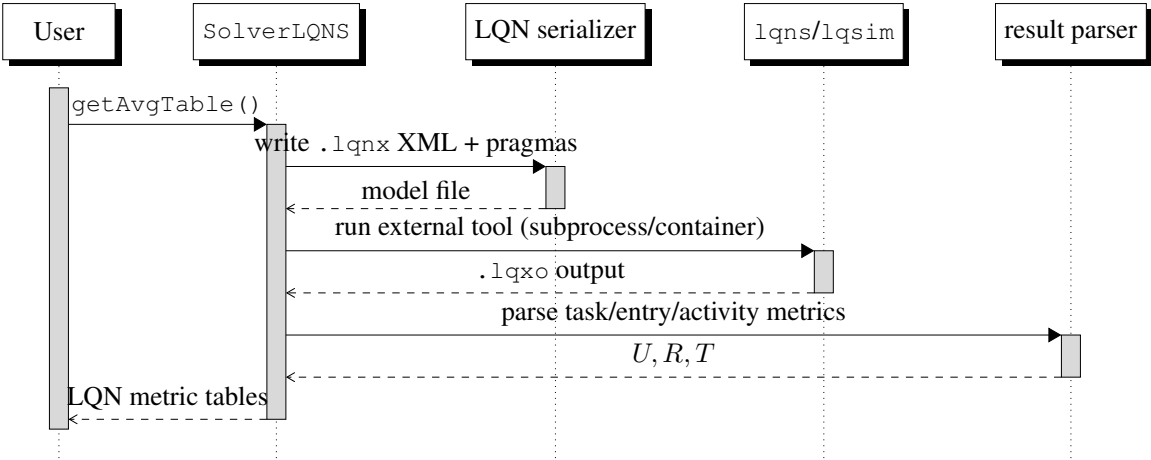 User
SolverLQNS
LQN serializer
lqns/lqsim
result parser
getAvgTable()
write .lqnx XML + pragmas
model file
run external tool (subprocess/container)
.lqxo output
parse task/entry/activity metrics
U, R, T
LQN metric tables